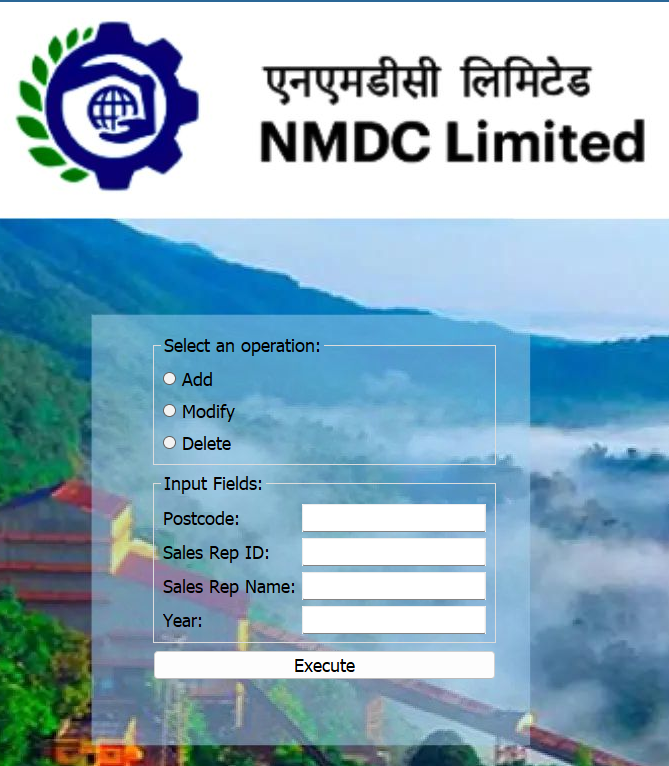 एनएमडीसी लिमिटेड
NMDC Limited
Select an operation:
Add
Modify
Delete
Input Fields:
Postcode:
Sales Rep ID:
Sales Rep Name:
Year:
Execute